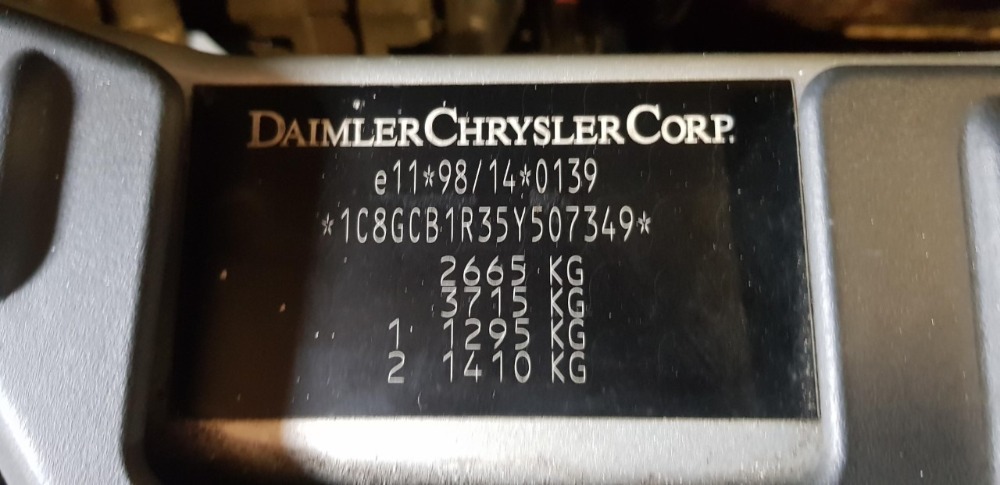 DAIMLERCHRYSLER CORP.
e11*98/14*0139
*1C8GCB1R35Y507349*
2665 KG
3715 KG
1 1295 KG
2 1410 KG